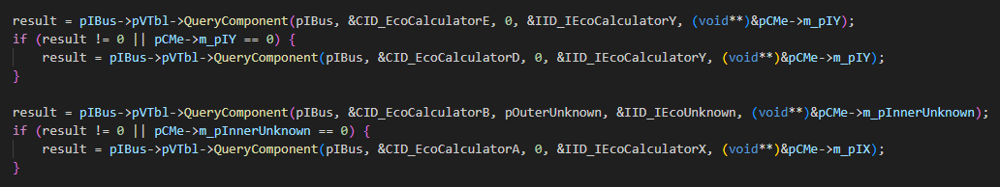 result = pIBus->pVTbl->QueryComponent(pIBus, &CID_EcoCalculatorE, 0, &IID_IEcoCalculatorY, (void**)&pCMe->m_pIY);
if (result != 0 || pCMe->m_pIY == 0) {
    result = pIBus->pVTbl->QueryComponent(pIBus, &CID_EcoCalculatorD, 0, &IID_IEcoCalculatorY, (void**)&pCMe->m_pIY);
}

result = pIBus->pVTbl->QueryComponent(pIBus, &CID_EcoCalculatorB, pOuterUnknown, &IID_IEcoUnknown, (void**)&pCMe->m_pInnerUnknown);
if (result != 0 || pCMe->m_pInnerUnknown == 0) {
    result = pIBus->pVTbl->QueryComponent(pIBus, &CID_EcoCalculatorA, 0, &IID_IEcoCalculatorX, (void**)&pCMe->m_pIX);
}